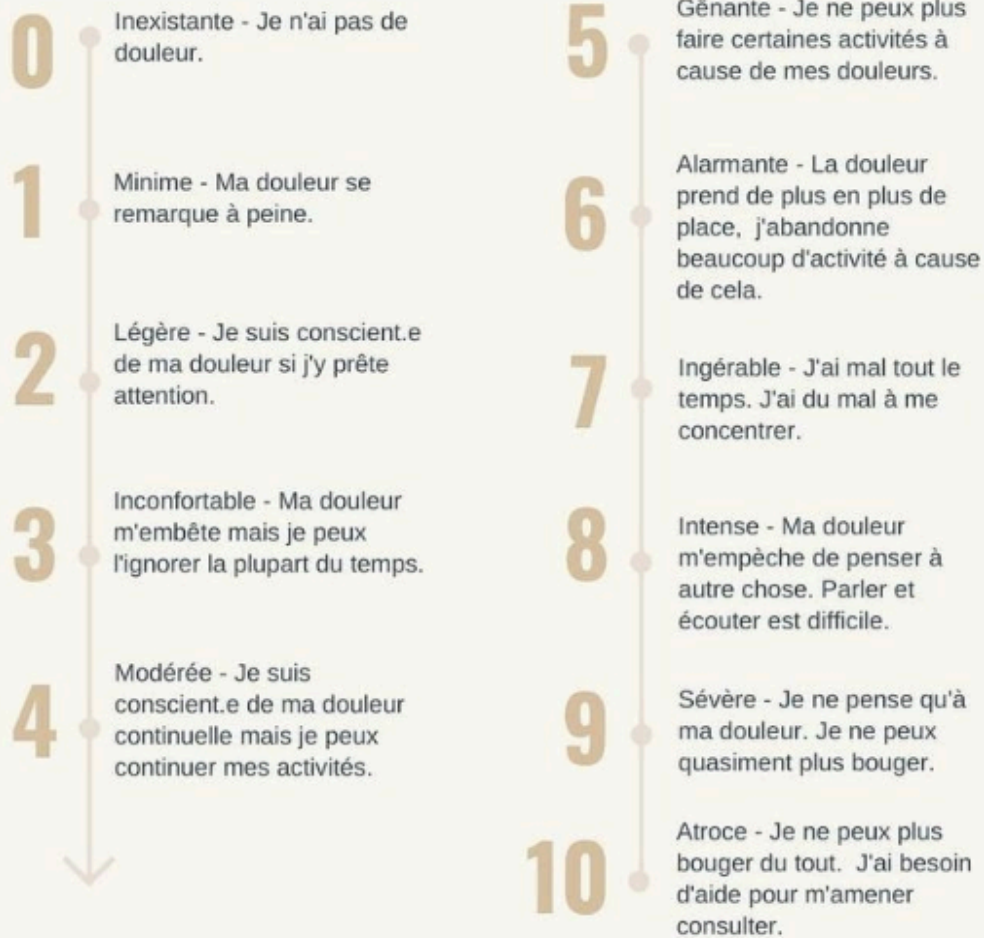 0
Inexistante - Je n'ai pas de
douleur.
1
Minime - Ma douleur se
remarque à peine.
2
Légère - Je suis conscient.e
de ma douleur si j'y prête
attention.
3
Inconfortable - Ma douleur
m'embête mais je peux
l'ignorer la plupart du temps.
4
Modérée - Je suis
conscient.e de ma douleur
continuelle mais je peux
continuer mes activités.
5
Gênante - Je ne peux plus
faire certaines activités à
cause de mes douleurs.
6
Alarmante - La douleur
prend de plus en plus de
place,  j'abandonne
beaucoup d'activité à cause
de cela.
7
Ingérable - J'ai mal tout le
temps. J'ai du mal à me
concentrer.
8
Intense - Ma douleur
m'empèche de penser à
autre chose. Parler et
écouter est difficile.
9
Sévère - Je ne pense qu'à
ma douleur. Je ne peux
quasiment plus bouger.
10
Atroce - Je ne peux plus
bouger du tout.  J'ai besoin
d'aide pour m'amener
consulter.